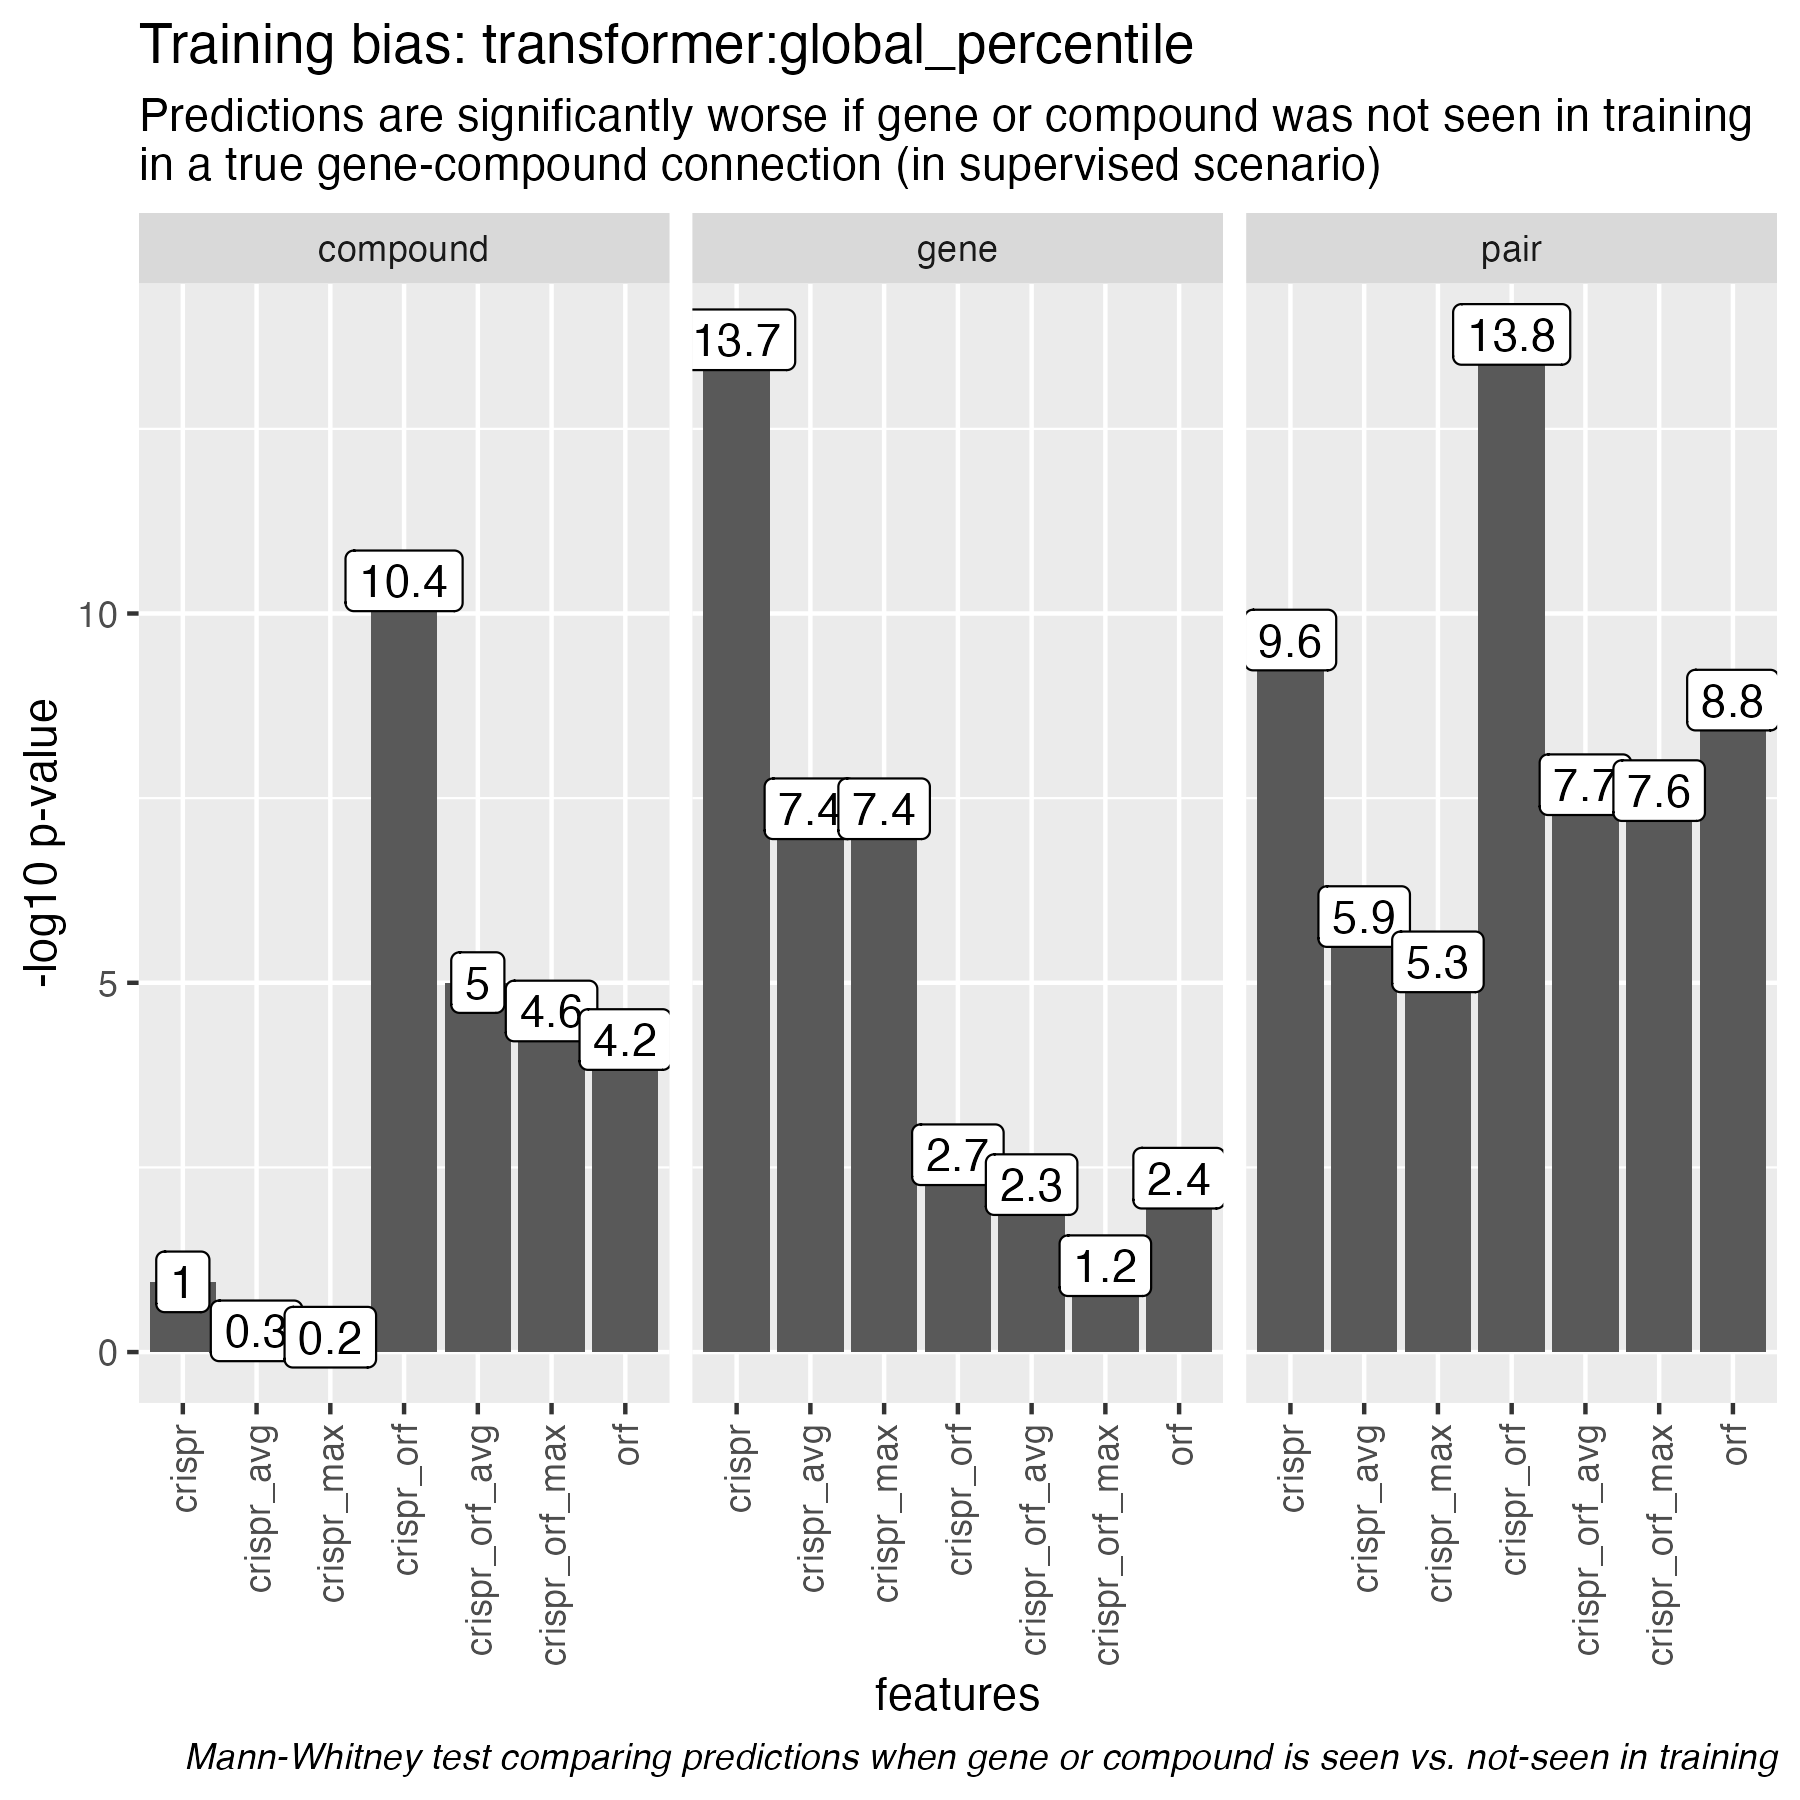 Training bias: transformer:global_percentile
Predictions are significantly worse if gene or compound was not seen in training
in a true gene-compound connection (in supervised scenario)
compound
gene
pair
-log10 p-value
10
5
0
1
0.3
0.2
10.4
5
4.6
4.2
13.7
7.4
7.4
2.7
2.3
1.2
2.4
9.6
5.9
5.3
13.8
7.7
7.6
8.8
crispr
crispr_avg
crispr_max
crispr_orf
crispr_orf_avg
crispr_orf_max
orf
crispr
crispr_avg
crispr_max
crispr_orf
crispr_orf_avg
crispr_orf_max
orf
crispr
crispr_avg
crispr_max
crispr_orf
crispr_orf_avg
crispr_orf_max
orf
features
Mann-Whitney test comparing predictions when gene or compound is seen vs. not-seen in training